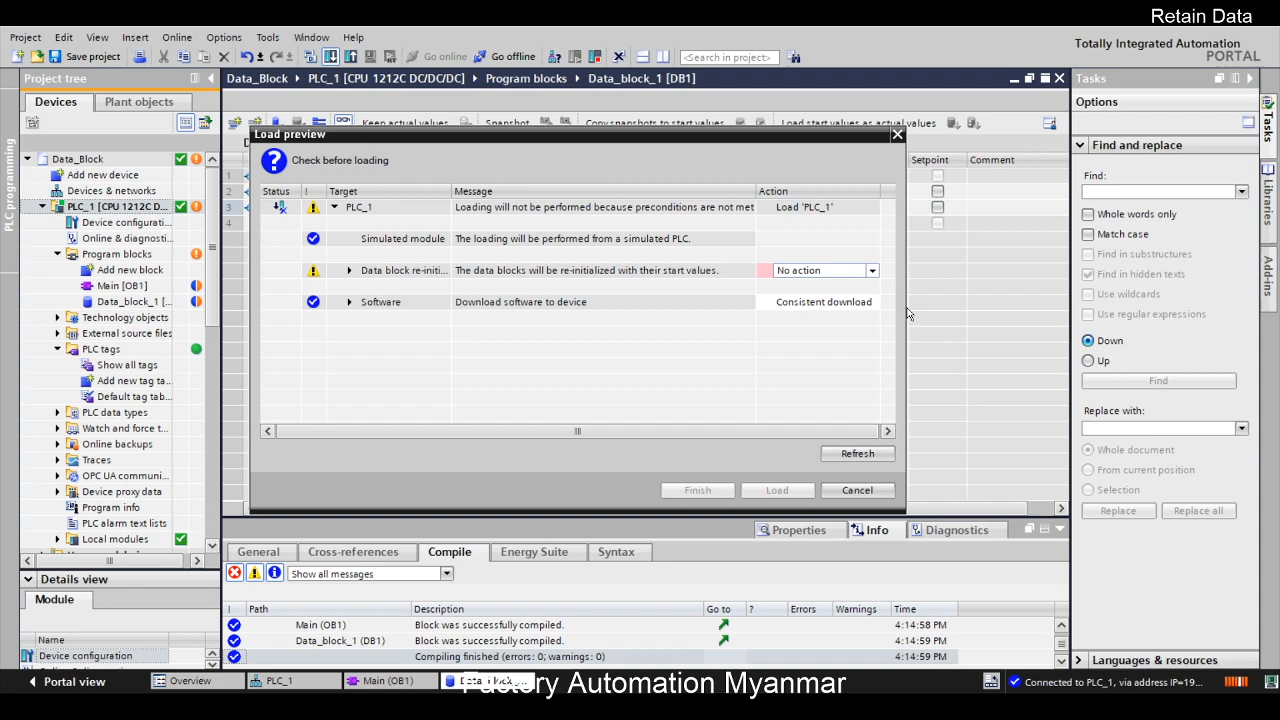 Retain Data
Project Edit View Insert Online Options Tools Window Help
Totally Integrated Automation
PORTAL
Save project
Go online
Go offline
<Search in project>
Project tree
Data_Block PLC_1 [CPU 1212C DC/DC/DC] Program blocks Data_block_1 [DB1]
Tasks
Devices
Plant objects
Options
Keep actual values
Snapshot
Copy snapshots to start values
Load start values as actual values
Setpoint
Comment
1
2
3
4
Data_Block
Add new device
Devices & networks
PLC_1 [CPU 1212C D...
Device configurati...
Online & diagnosti...
Program blocks
Add new block
Main [OB1]
Data_block_1 [...
Technology objects
External source files
PLC tags
Show all tags
Add new tag ta...
Default tag tab...
PLC data types
Watch and force t...
Online backups
Traces
OPC UA communi...
Device proxy data
Program info
PLC alarm text lists
Local modules
Details view
Module
Name
Device configuration
Load preview
Check before loading
Status ! Target Message Action
PLC_1 Loading will not be performed because preconditions are not met Load 'PLC_1'
Simulated module The loading will be performed from a simulated PLC.
Data block re-initi... The data blocks will be re-initialized with their start values. No action
Software Download software to device Consistent download
Refresh
Finish
Load
Cancel
Properties
Info
Diagnostics
General
Cross-references
Compile
Energy Suite
Syntax
Show all messages
! Path Description Go to ? Errors Warnings Time
Main (OB1) Block was successfully compiled. 4:14:58 PM
Data_block_1 (DB1) Block was successfully compiled. 4:14:59 PM
Compiling finished (errors: 0; warnings: 0) 4:14:59 PM
Find and replace
Find:
Whole words only
Match case
Find in substructures
Find in hidden texts
Use wildcards
Use regular expressions
Down
Up
Find
Replace with:
Whole document
From current position
Selection
Replace
Replace all
Languages & resources
PLC programming
Tasks
Libraries
Add-ins
Portal view
Overview
PLC_1
Main (OB1)
Connected to PLC_1, via address IP=19...
Factory Automation Myanmar